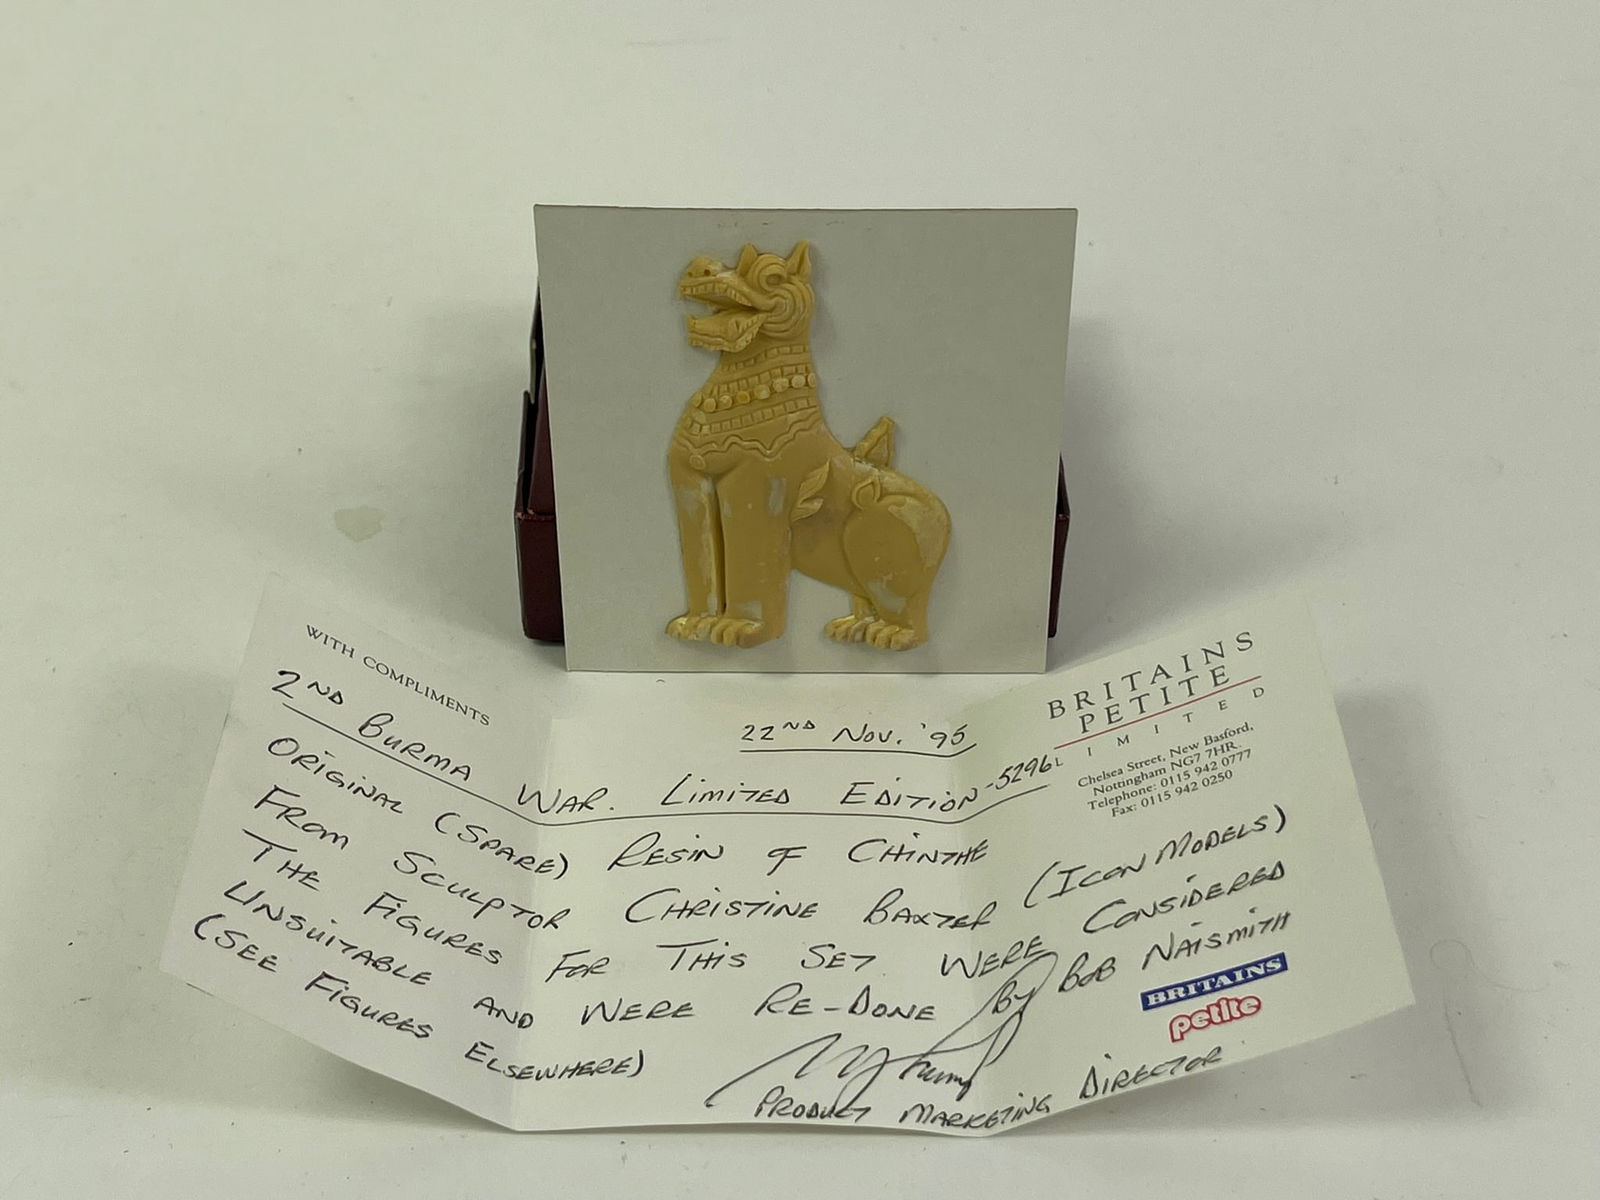 WITH COMPLIMENTS
BRITAINS
PETITE
LIMITED
Chelsea Street, New Basford,
Nottingham NG7 7HR.
Telephone: 0115 942 0777
Fax: 0115 942 0250
22ND NOV. '95
2ND BURMA WAR. LIMITED EDITION - 5296
ORIGINAL (SPARE) RESIN OF CHINTHE
FROM SCULPTOR CHRISTINE BAXTER (ICON MODELS)
THE FIGURES FOR THIS SET WERE CONSIDERED
UNSUITABLE AND WERE RE-DONE By BOB NAISMITH
(SEE FIGURES ELSEWHERE)
BRITAINS
petite
PRODUCT MARKETING DIRECTOR